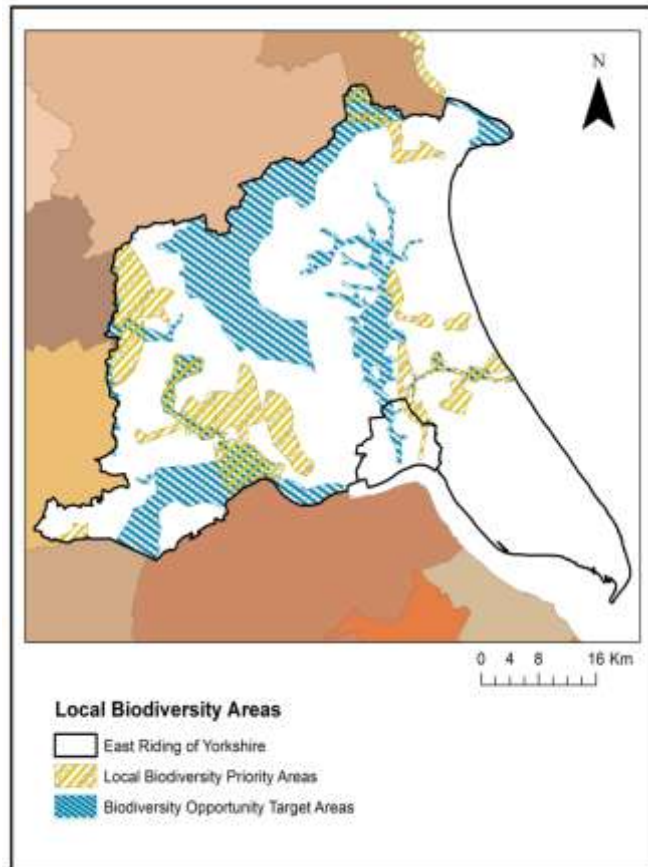 N
0 4 8 16 Km
Local Biodiversity Areas
East Riding of Yorkshire
Local Biodiversity Priority Areas
Biodiversity Opportunity Target Areas